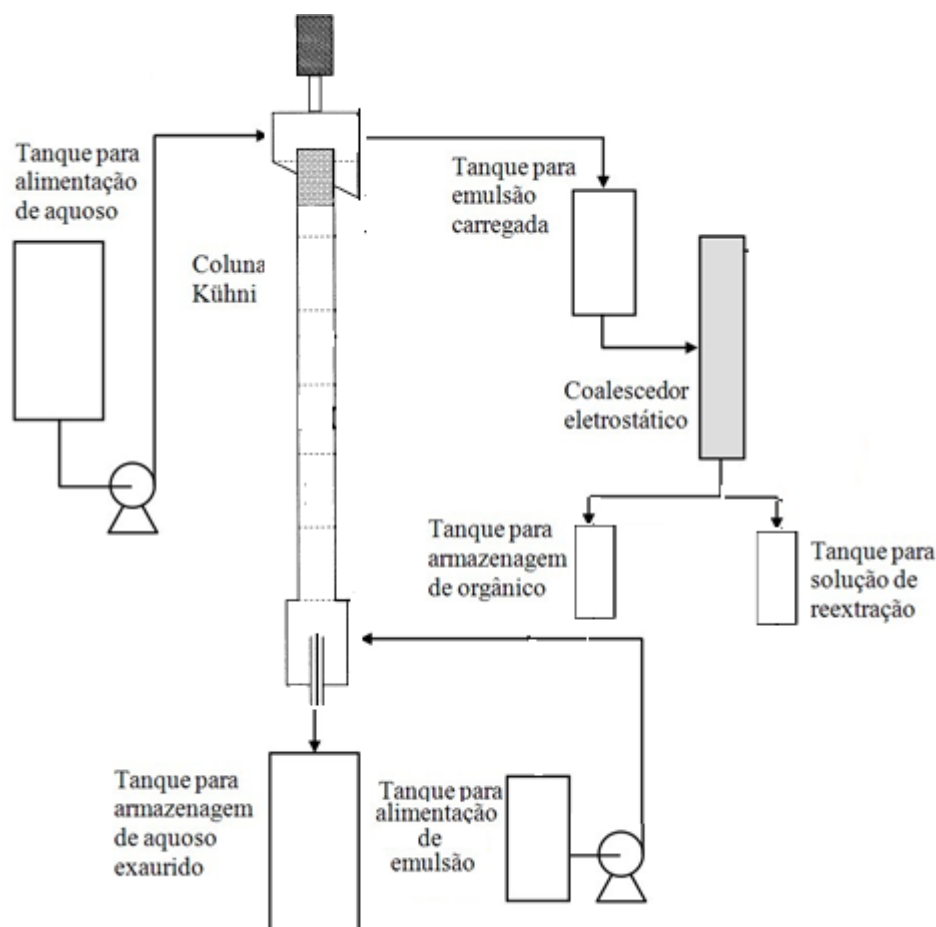 Tanque para
alimentação
de aquoso
Coluna
Kühni
Tanque para
emulsão
carregada
Coalescedor
eletrostático
Tanque para
armazenagem
de orgânico
Tanque para
solução de
reextração
Tanque para
armazenagem
de aquoso
exaurido
Tanque para
alimentação
de
emulsão